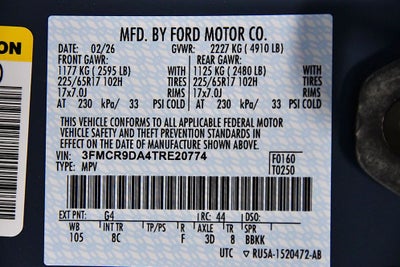 MFD. BY FORD MOTOR CO.
DATE: 02/26 GVWR: 2227 KG ( 4910 LB)
FRONT GAWR: REAR GAWR:
1177 KG ( 2595 LB) 1125 KG ( 2480 LB)
225/65R17 102H TIRES 225/65R17 102H TIRES
17x7.0J RIMS 17x7.0J RIMS
AT 230 kPa/ 33 PSI COLD AT 230 kPa/ 33 PSI COLD
THIS VEHICLE CONFORMS TO ALL APPLICABLE FEDERAL MOTOR
VEHICLE SAFETY AND THEFT PREVENTION STANDARDS IN
EFFECT ON THE DATE OF MANUFACTURE SHOWN ABOVE.
VIN: 3FMCR9DA4TRE20774 F0160
TYPE: MPV T0250
EXT PNT: G4 RC: 44 DSO:
WB INT TR TP/PS R AXLE TR SPR
105 8C F 3D 8 BBKK
UTC RU5A-1520472-AB
ON